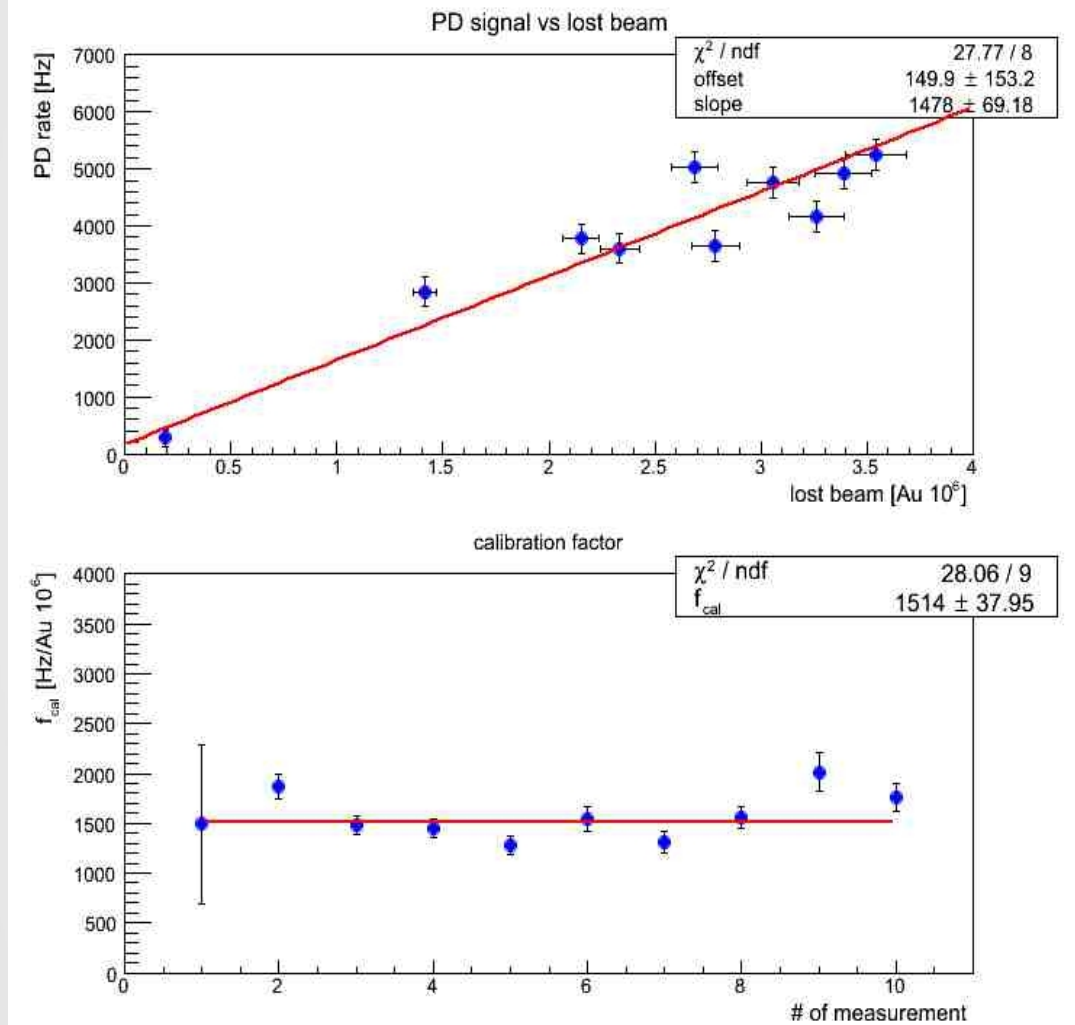 PD signal vs lost beam
χ² / ndf 27.77 / 8
offset 149.9 ± 153.2
slope 1478 ± 69.18
PD rate [Hz]
7000
6000
5000
4000
3000
2000
1000
0
0 0.5 1 1.5 2 2.5 3 3.5 4
lost beam [Au 10⁶]
calibration factor
χ² / ndf 28.06 / 9
f_cal 1514 ± 37.95
f_cal [Hz/Au 10⁶]
4000
3500
3000
2500
2000
1500
1000
500
0
0 2 4 6 8 10
# of measurement